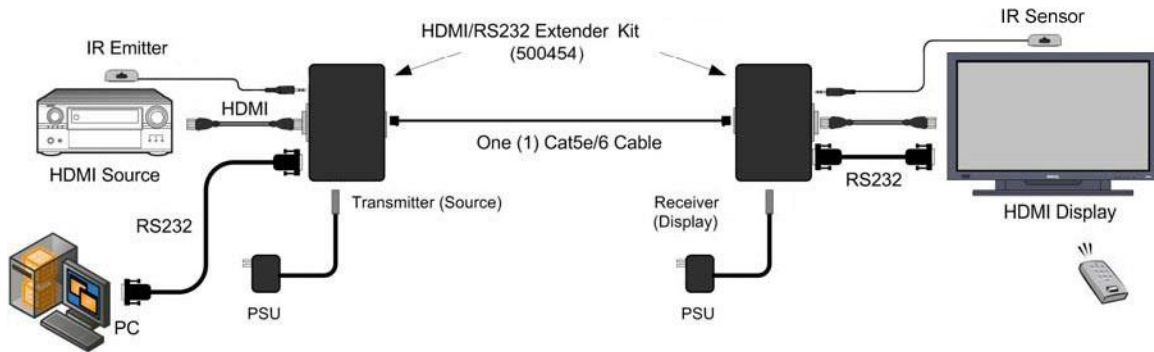 HDMI/RS232 Extender Kit
(500454)
IR Sensor
IR Emitter
HDMI
One (1) Cat5e/6 Cable
HDMI Source
RS232
RS232
Transmitter (Source)
Receiver
(Display)
HDMI Display
PSU
PSU
PC